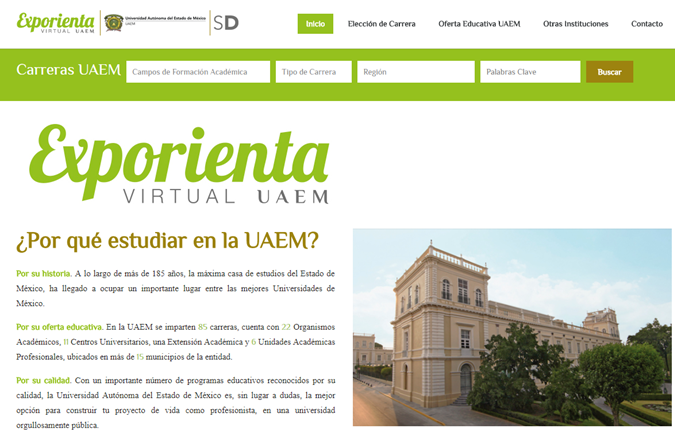 Exporienta
VIRTUAL UAEM
Universidad Autónoma del Estado de México
UAEM
SD
Inicio
Elección de Carrera
Oferta Educativa UAEM
Otras Instituciones
Contacto
Carreras UAEM
Campos de Formación Académica
Tipo de Carrera
Región
Palabras Clave
Buscar
Exporienta
VIRTUAL UAEM
¿Por qué estudiar en la UAEM?
Por su historia. A lo largo de más de 185 años, la máxima casa de estudios del Estado de
México, ha llegado a ocupar un importante lugar entre las mejores Universidades de
México.
Por su oferta educativa. En la UAEM se imparten 85 carreras, cuenta con 22 Organismos
Académicos, 11 Centros Universitarios, una Extensión Académica y 6 Unidades Académicas
Profesionales, ubicados en más de 15 municipios de la entidad.
Por su calidad. Con un importante número de programas educativos reconocidos por su
calidad, la Universidad Autónoma del Estado de México es, sin lugar a dudas, la mejor
opción para construir tu proyecto de vida como profesionista, en una universidad
orgullosamente pública.